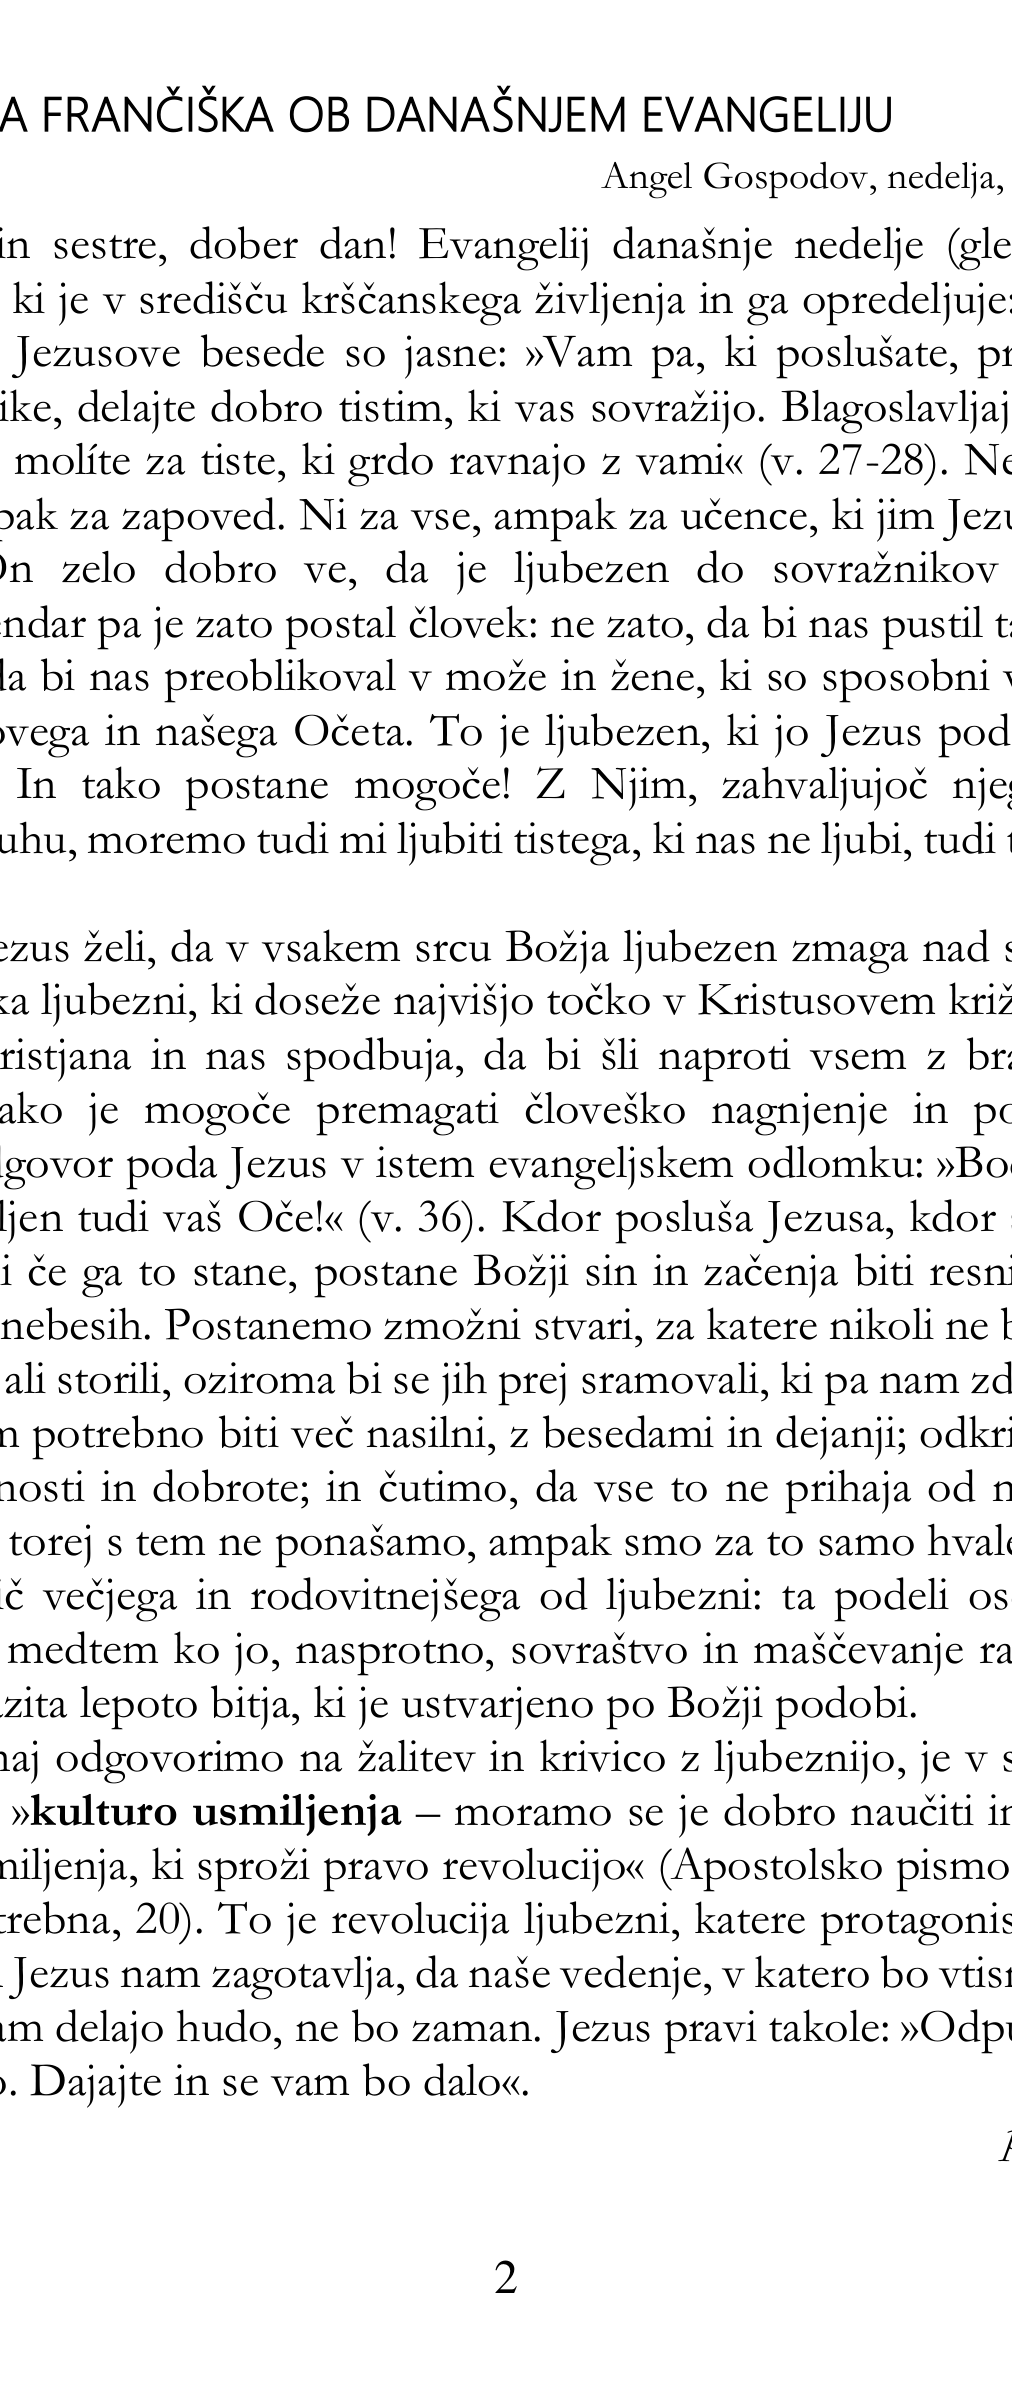 A FRANČIŠKA OB DANAŠNJEM EVANGELIJU
Angel Gospodov, nedelja,
in sestre, dober dan! Evangelij današnje nedelje (gle
ki je v središču krščanskega življenja in ga opredeljuje:
Jezusove besede so jasne: »Vam pa, ki poslušate, pr
ike, delajte dobro tistim, ki vas sovražijo. Blagoslavljaj
molíte za tiste, ki grdo ravnajo z vami« (v. 27-28). Ne
pak za zapoved. Ni za vse, ampak za učence, ki jim Jezu
On zelo dobro ve, da je ljubezen do sovražnikov
endar pa je zato postal človek: ne zato, da bi nas pustil ta
da bi nas preoblikoval v može in žene, ki so sposobni v
ovega in našega Očeta. To je ljubezen, ki jo Jezus pod
In tako postane mogoče! Z Njim, zahvaljujoč njeg
uhu, moremo tudi mi ljubiti tistega, ki nas ne ljubi, tudi t
ezus želi, da v vsakem srcu Božja ljubezen zmaga nad s
ka ljubezni, ki doseže najvišjo točko v Kristusovem križ
ristjana in nas spodbuja, da bi šli naproti vsem z bra
ako je mogoče premagati človeško nagnjenje in po
dgovor poda Jezus v istem evangeljskem odlomku: »Bod
ljen tudi vaš Oče!« (v. 36). Kdor posluša Jezusa, kdor s
i če ga to stane, postane Božji sin in začenja biti resni
nebesih. Postanemo zmožni stvari, za katere nikoli ne b
ali storili, oziroma bi se jih prej sramovali, ki pa nam zd
m potrebno biti več nasilni, z besedami in dejanji; odkri
nosti in dobrote; in čutimo, da vse to ne prihaja od n
torej s tem ne ponašamo, ampak smo za to samo hvale
ič večjega in rodovitnejšega od ljubezni: ta podeli os
medtem ko jo, nasprotno, sovraštvo in maščevanje ra
azita lepoto bitja, ki je ustvarjeno po Božji podobi.
naj odgovorimo na žalitev in krivico z ljubeznijo, je v s
»kulturo usmiljenja – moramo se je dobro naučiti in
miljenja, ki sproži pravo revolucijo« (Apostolsko pismo
trebna, 20). To je revolucija ljubezni, katere protagonis
Jezus nam zagotavlja, da naše vedenje, v katero bo vtisn
am delajo hudo, ne bo zaman. Jezus pravi takole: »Odpu
o. Dajajte in se vam bo dalo«.
2